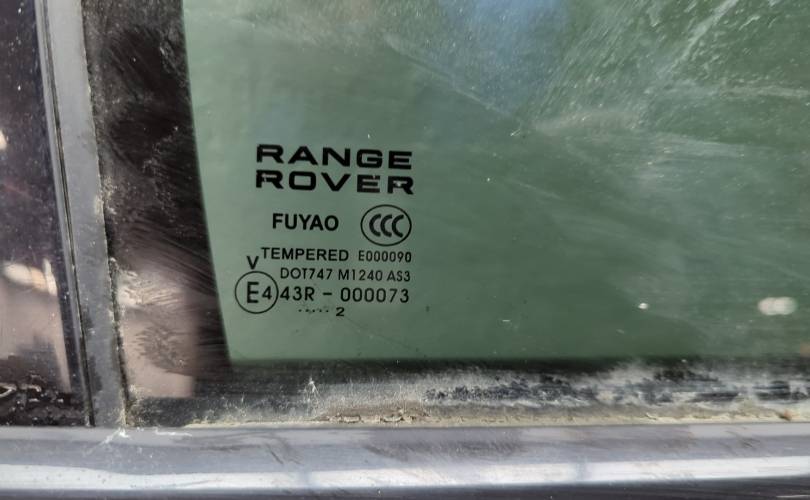 RANGE
ROVER
FUYAO CCC
TEMPERED E000090
V
DOT747 M1240 AS3
E4 43R - 000073
..... 2